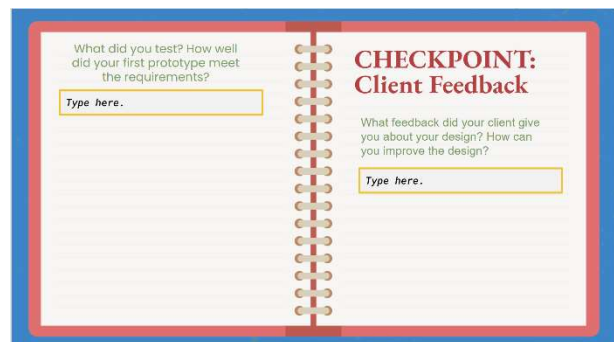 What did you test? How well
did your first prototype meet
the requirements?
Type here.
CHECKPOINT:
Client Feedback
What feedback did your client give
you about your design? How can
you improve the design?
Type here.